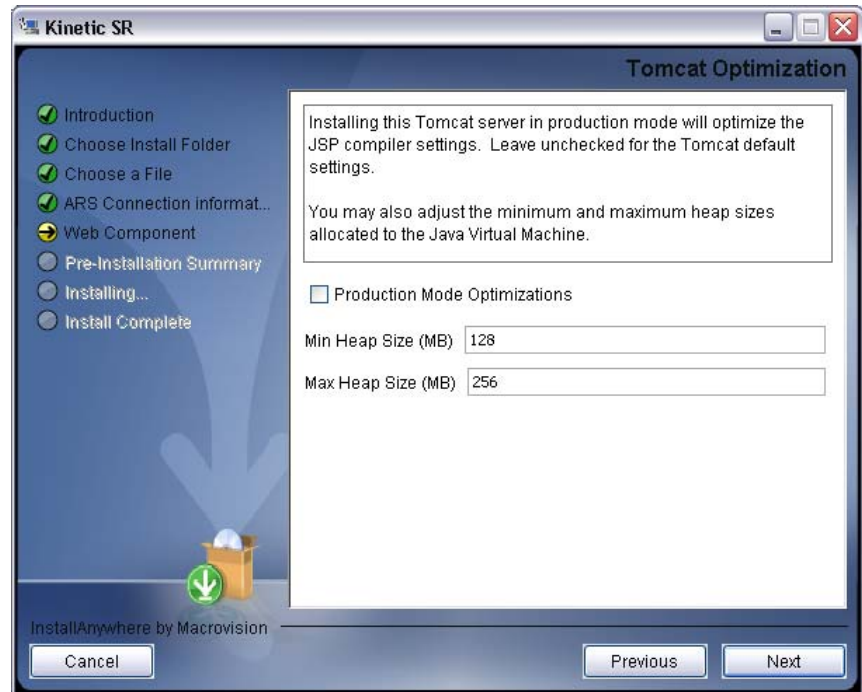 Kinetic SR
Tomcat Optimization
Introduction
Choose Install Folder
Choose a File
ARS Connection informat...
Web Component
Pre-Installation Summary
Installing...
Install Complete
Installing this Tomcat server in production mode will optimize the
JSP compiler settings. Leave unchecked for the Tomcat default
settings.
You may also adjust the minimum and maximum heap sizes
allocated to the Java Virtual Machine.
Production Mode Optimizations
Min Heap Size (MB) 128
Max Heap Size (MB) 256
InstallAnywhere by Macrovision
Cancel Previous Next